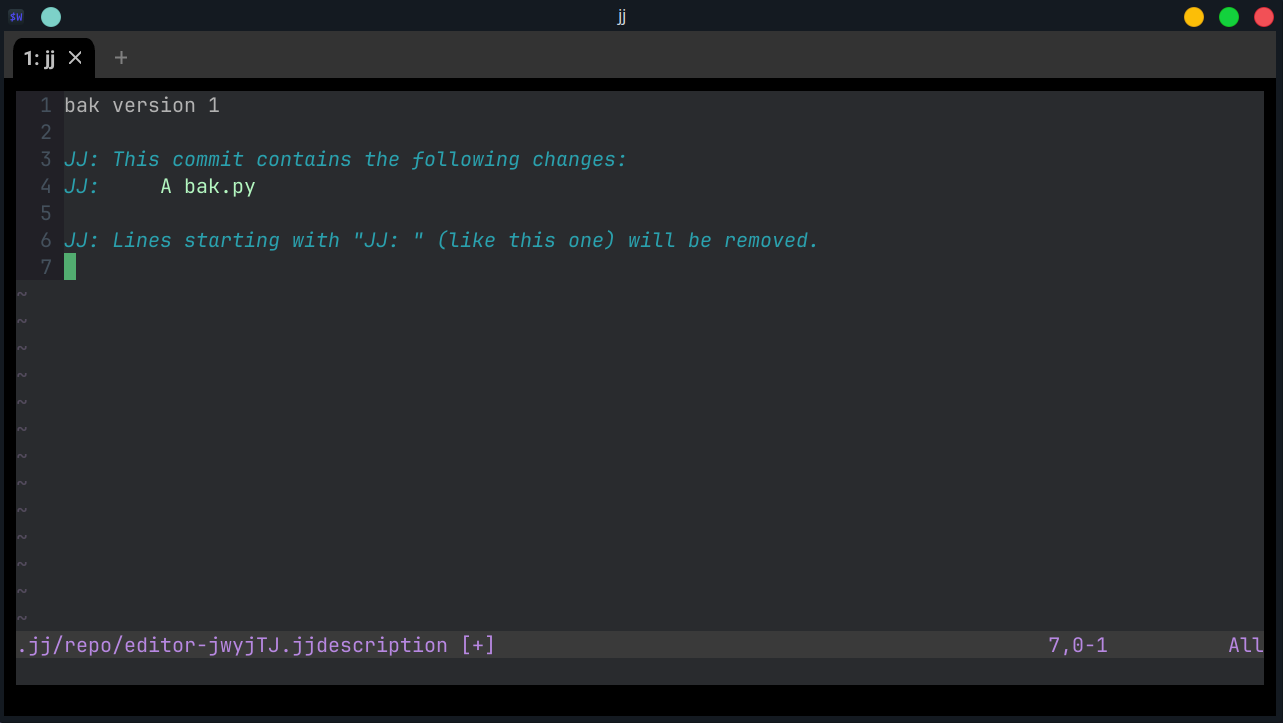 $W
jj
1: jj ✕ +
1 bak version 1
2
3 JJ: This commit contains the following changes:
4 JJ:     A bak.py
5
6 JJ: Lines starting with "JJ: " (like this one) will be removed.
7
~
~
~
~
~
~
~
~
~
~
~
~
~
.jj/repo/editor-jwyjTJ.jjdescription [+] 7,0-1 All